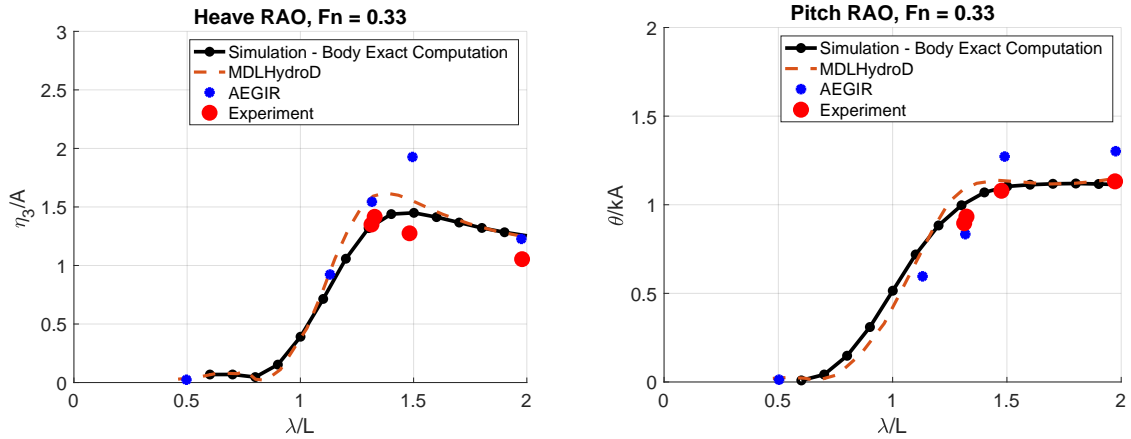 Heave RAO, Fn = 0.33
3
2.5
2
1.5
1
0.5
0
η₃/A
Simulation - Body Exact Computation
MDLHydroD
AEGIR
Experiment
0
0.5
1
1.5
2
λ/L
Pitch RAO, Fn = 0.33
2
1.5
1
0.5
0
θ/kA
Simulation - Body Exact Computation
MDLHydroD
AEGIR
Experiment
0
0.5
1
1.5
2
λ/L